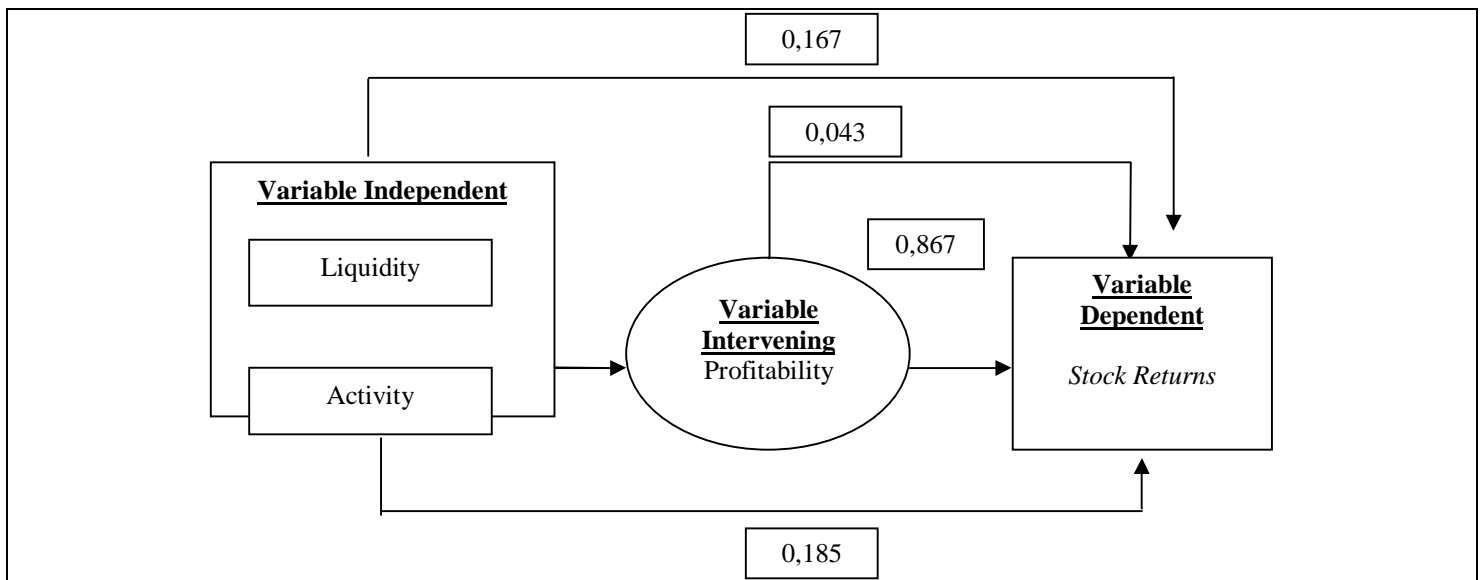 0,167
0,043
Variable Independent
0,867
Liquidity
Variable
Dependent
Variable
Intervening
Profitability
Stock Returns
Activity
0,185